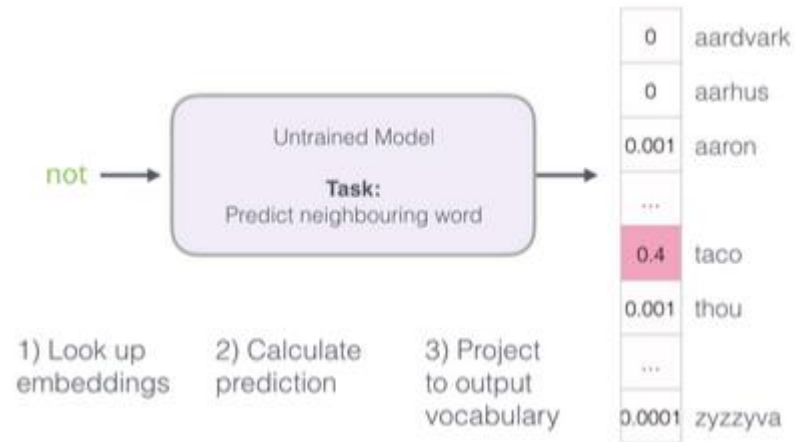 0 aardvark
0 aarhus
0.001 aaron
...
0.4 taco
0.001 thou
...
0.0001 zyzzyva
not
Untrained Model
Task:
Predict neighbouring word
1) Look up
embeddings
2) Calculate
prediction
3) Project
to output
vocabulary